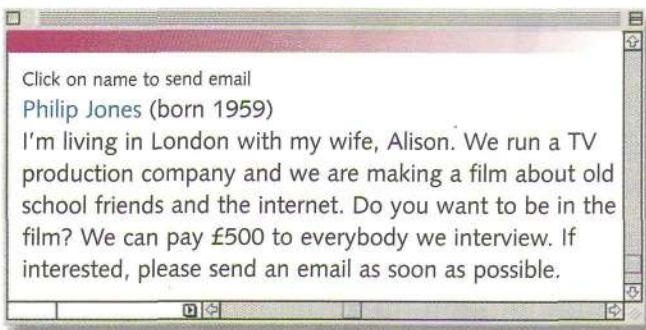 Click on name to send email
Philip Jones (born 1959)
I'm living in London with my wife, Alison. We run a TV
production company and we are making a film about old
school friends and the internet. Do you want to be in the
film? We can pay £500 to everybody we interview. If
interested, please send an email as soon as possible.